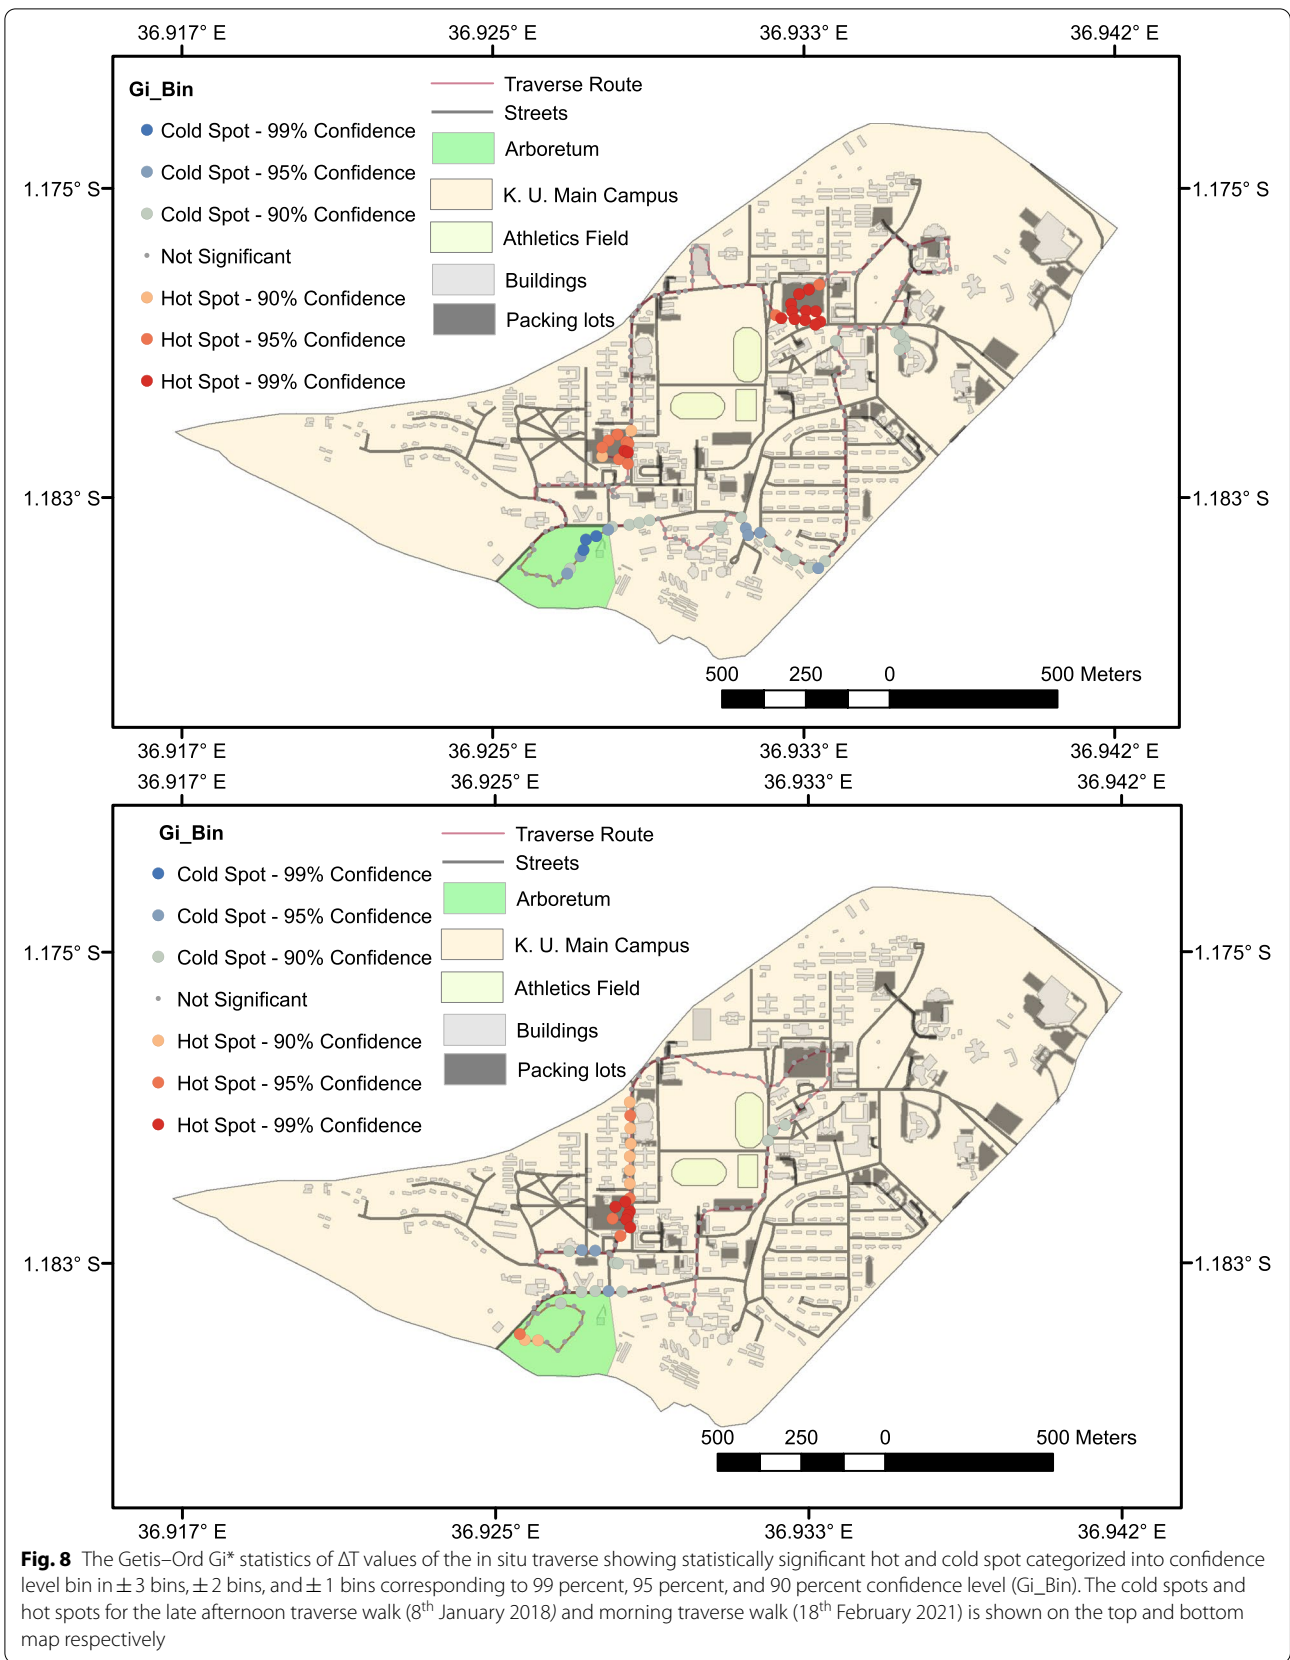 36.917° E 36.925° E 36.933° E 36.942° E
Gi_Bin
Cold Spot - 99% Confidence
Cold Spot - 95% Confidence
Cold Spot - 90% Confidence
Not Significant
Hot Spot - 90% Confidence
Hot Spot - 95% Confidence
Hot Spot - 99% Confidence
Traverse Route
Streets
Arboretum
K. U. Main Campus
Athletics Field
Buildings
Packing lots
1.175° S 1.175° S
1.183° S 1.183° S
500 250 0 500 Meters
36.917° E 36.925° E 36.933° E 36.942° E
36.917° E 36.925° E 36.933° E 36.942° E
Gi_Bin
Cold Spot - 99% Confidence
Cold Spot - 95% Confidence
Cold Spot - 90% Confidence
Not Significant
Hot Spot - 90% Confidence
Hot Spot - 95% Confidence
Hot Spot - 99% Confidence
Traverse Route
Streets
Arboretum
K. U. Main Campus
Athletics Field
Buildings
Packing lots
1.175° S 1.175° S
1.183° S 1.183° S
500 250 0 500 Meters
36.917° E 36.925° E 36.933° E 36.942° E
Fig. 8 The Getis–Ord Gi* statistics of ΔT values of the in situ traverse showing statistically significant hot and cold spot categorized into confidence
level bin in ± 3 bins, ± 2 bins, and ± 1 bins corresponding to 99 percent, 95 percent, and 90 percent confidence level (Gi_Bin). The cold spots and
hot spots for the late afternoon traverse walk (8th January 2018) and morning traverse walk (18th February 2021) is shown on the top and bottom
map respectively